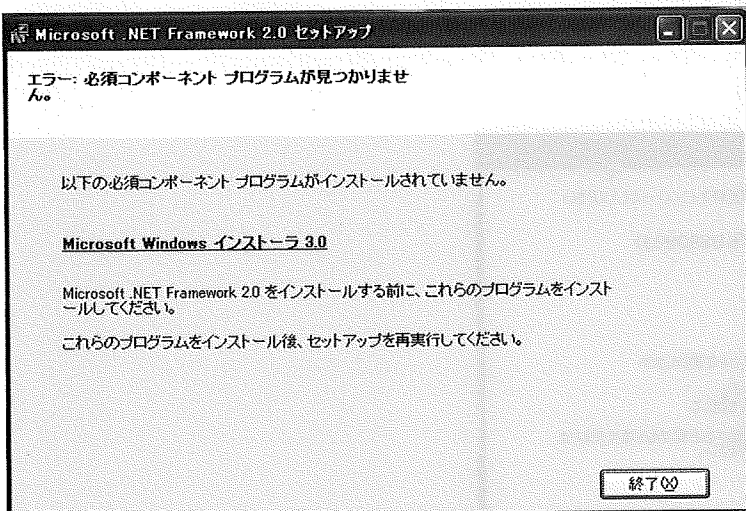 Microsoft .NET Framework 2.0 セットアップ
エラー: 必須コンポーネント プログラムが見つかりませ
ん。
以下の必須コンポーネント プログラムがインストールされていません。
Microsoft Windows インストーラ 3.0
Microsoft .NET Framework 2.0 をインストールする前に、これらのプログラムをインスト
ールしてください。
これらのプログラムをインストール後、セットアップを再実行してください。
終了(X)